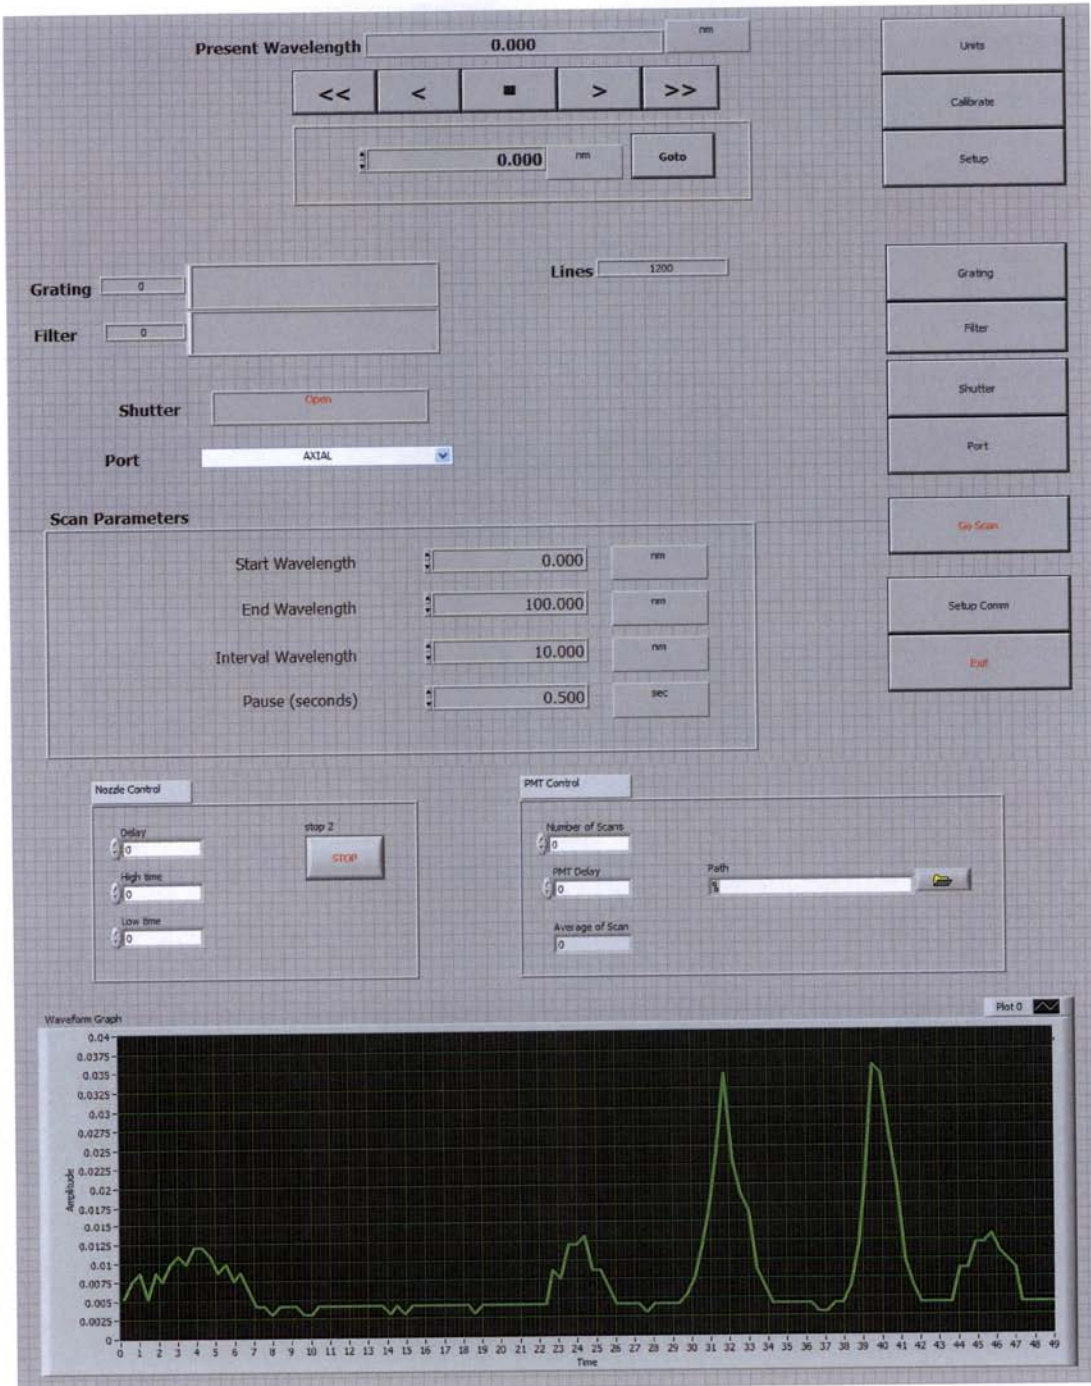 Present Wavelength 0.000 nm
<< < ■ > >>
0.000 nm Goto
Units
Calibrate
Setup
Grating 0
Lines 1200
Filter 0
Shutter Open
Port AXIAL
Grating
Filter
Shutter
Port
Go Scan
Setup Comm
Exit
Scan Parameters
Start Wavelength 0.000 nm
End Wavelength 100.000 nm
Interval Wavelength 10.000 nm
Pause (seconds) 0.500 sec
Nozzle Control
Delay
0
High time
0
Low time
0
stop 2
STOP
PMT Control
Number of Scans
0
PMT Delay
0
Average of Scan
0
Path
Waveform Graph
Plot 0
Amplitude
0.04
0.0375
0.035
0.0325
0.03
0.0275
0.025
0.0225
0.02
0.0175
0.015
0.0125
0.01
0.0075
0.005
0.0025
0
0 1 2 3 4 5 6 7 8 9 10 11 12 13 14 15 16 17 18 19 20 21 22 23 24 25 26 27 28 29 30 31 32 33 34 35 36 37 38 39 40 41 42 43 44 45 46 47 48 49
Time